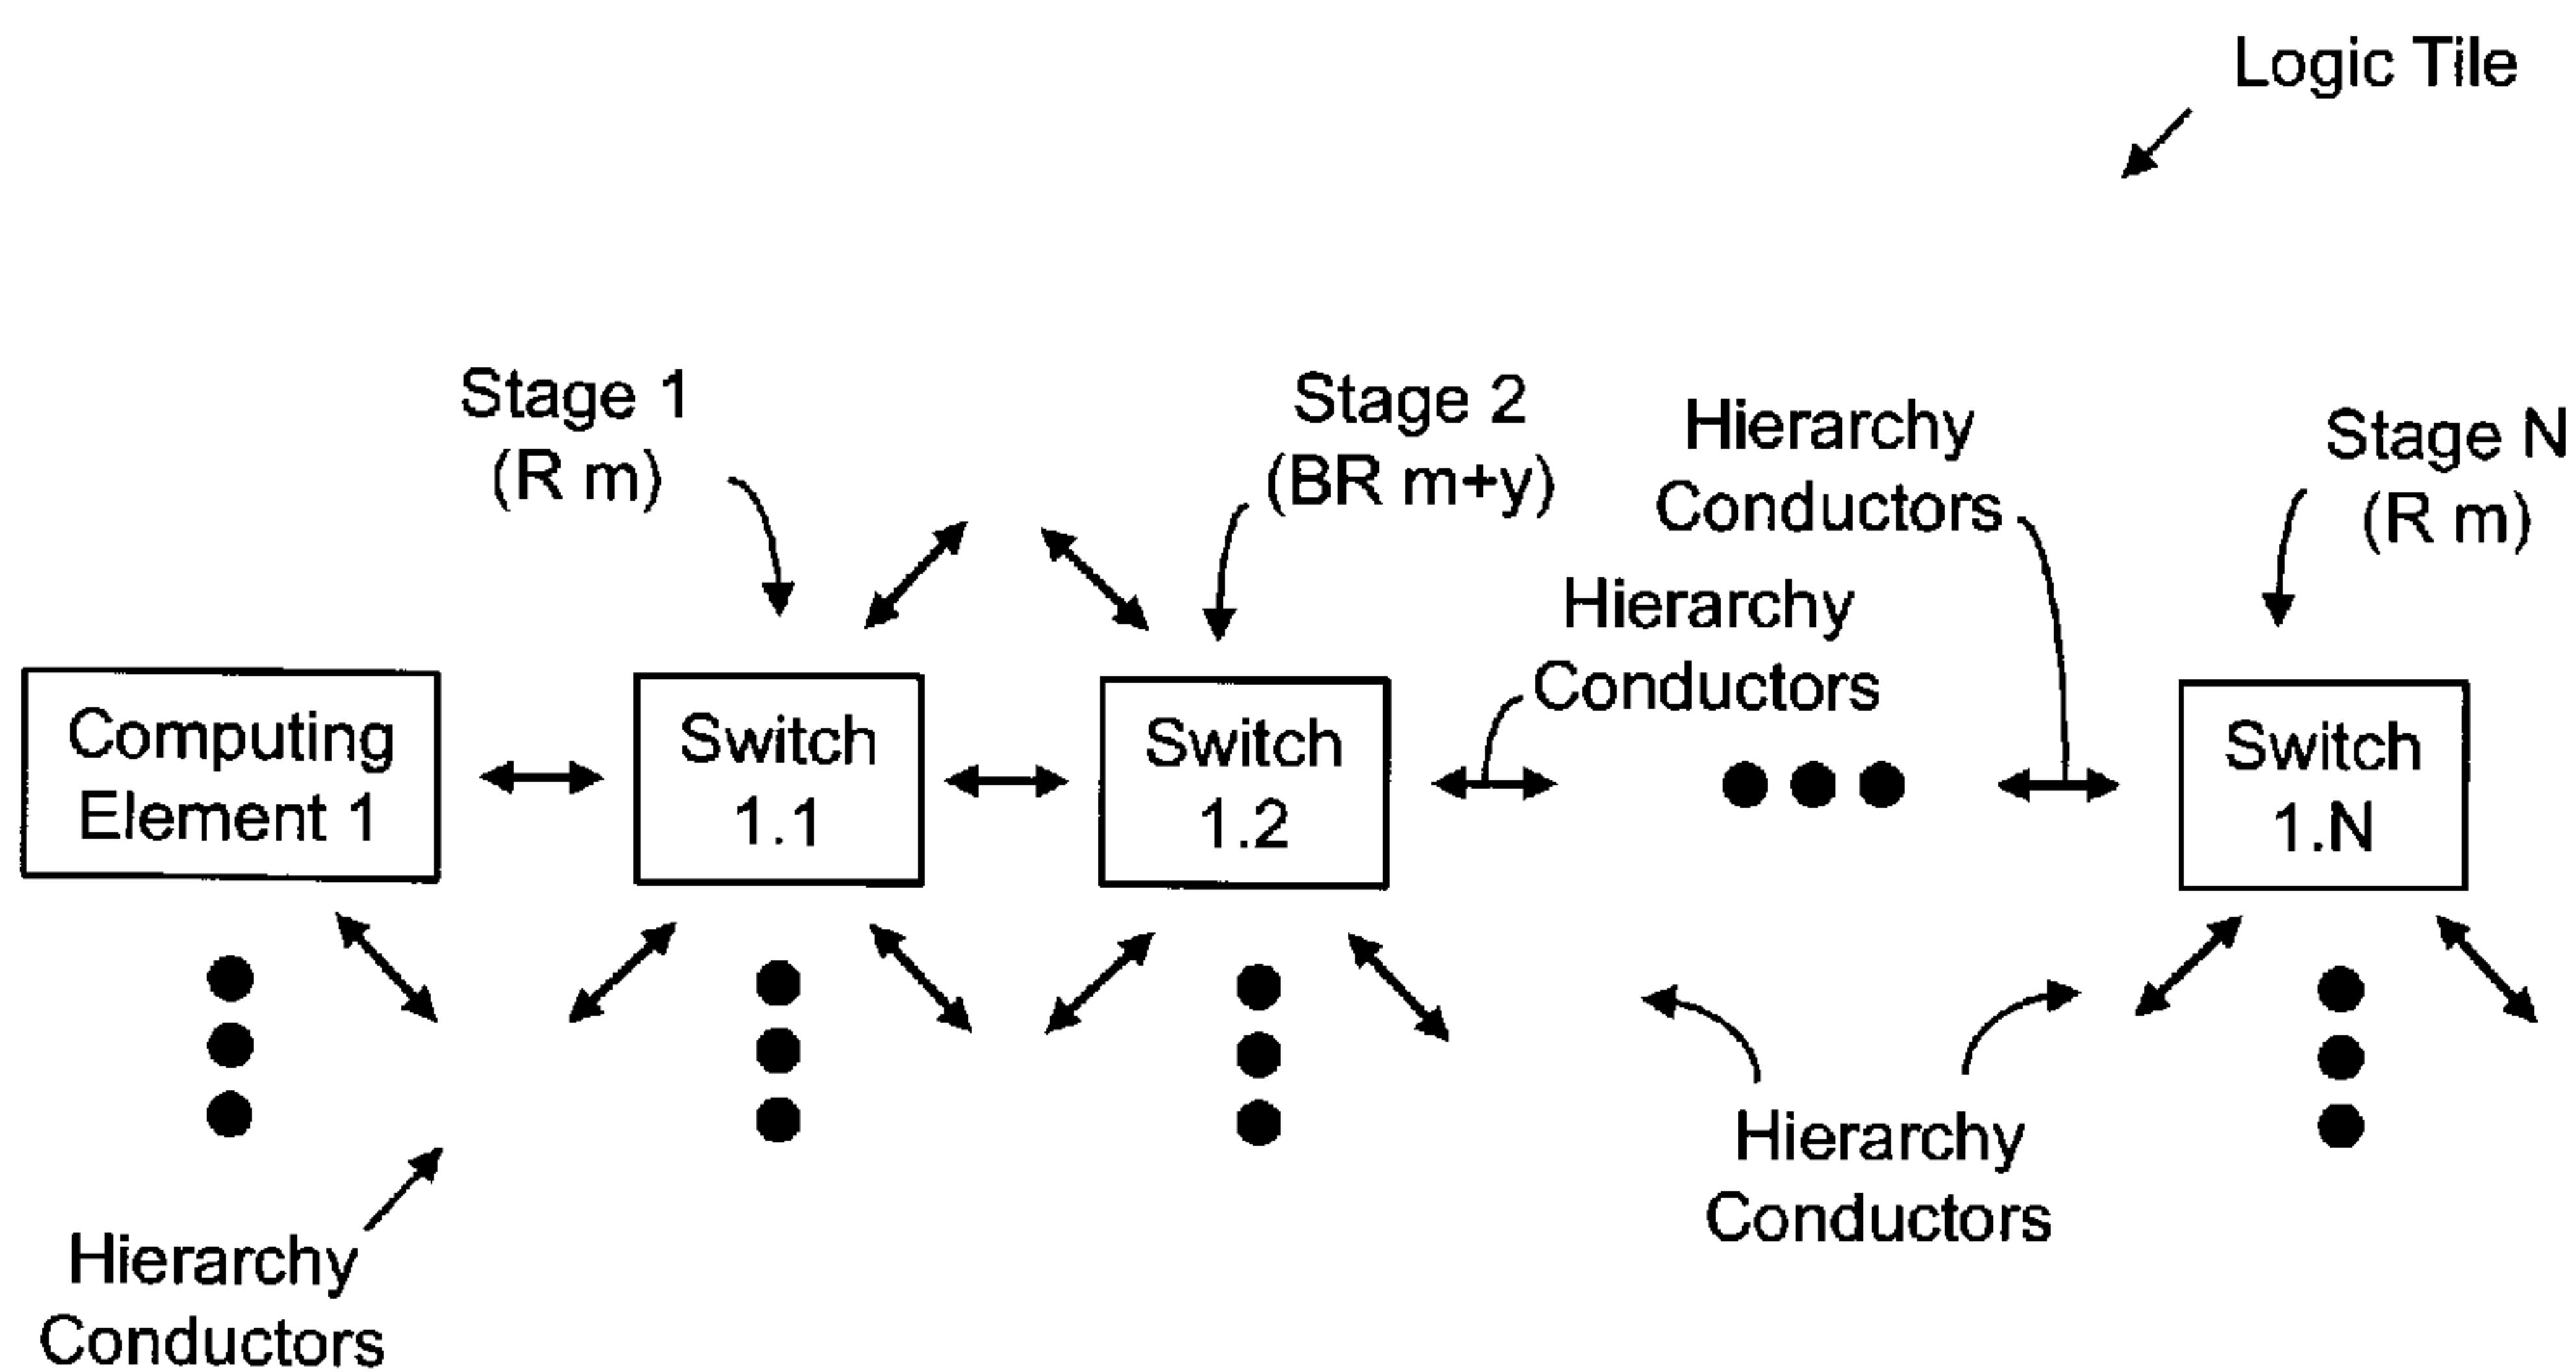 Logic Tile
Stage 1
(R m)
Stage 2
(BR m+y)
Hierarchy
Conductors
Stage N
(R m)
Hierarchy
Conductors
Computing
Element 1
Switch
1.1
Switch
1.2
Switch
1.N
Hierarchy
Conductors
Hierarchy
Conductors